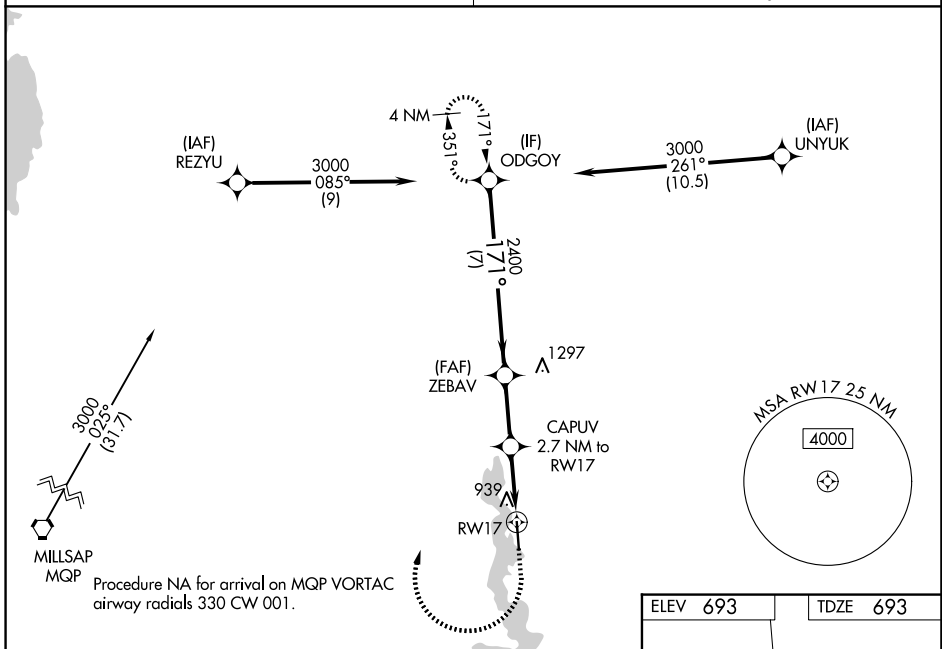 4 NM
351°
171°
(IF)
ODGOY
(IAF)
REZYU
3000
085°
(9)
(IAF)
UNYUK
3000
261°
(10.5)
2400
171°
(7)
(FAF)
ZEBAV
1297
CAPUV
2.7 NM to
RW17
939
RW17
3000
025°
(31.7)
MILLSAP
MQP
Procedure NA for arrival on MQP VORTAC
airway radials 330 CW 001.
MSA RW17 25 NM
4000
ELEV 693
TDZE 693